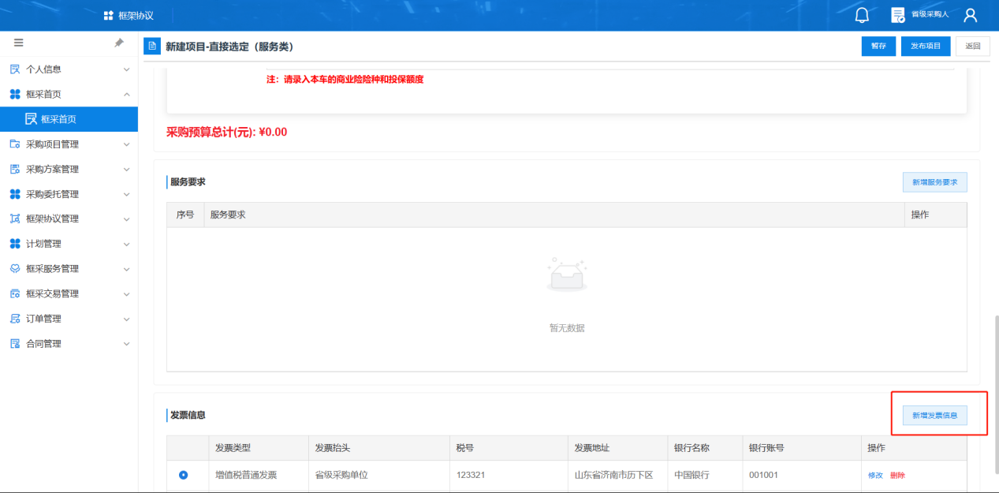 框架协议
省级采购人
新建项目-直接选定（服务类）
暂存
发布项目
返回
个人信息
框采首页
框采首页
采购项目管理
采购方案管理
采购委托管理
框架协议管理
计划管理
框采服务管理
框采交易管理
订单管理
合同管理
注：请录入本车的商业险险种和投保额度
采购预算总计(元): ¥0.00
服务要求
新增服务要求
序号 服务要求 操作
暂无数据
发票信息
新增发票信息
发票类型 发票抬头 税号 发票地址 银行名称 银行账号 操作
增值税普通发票 省级采购单位 123321 山东省济南市历下区 中国银行 001001 修改 删除